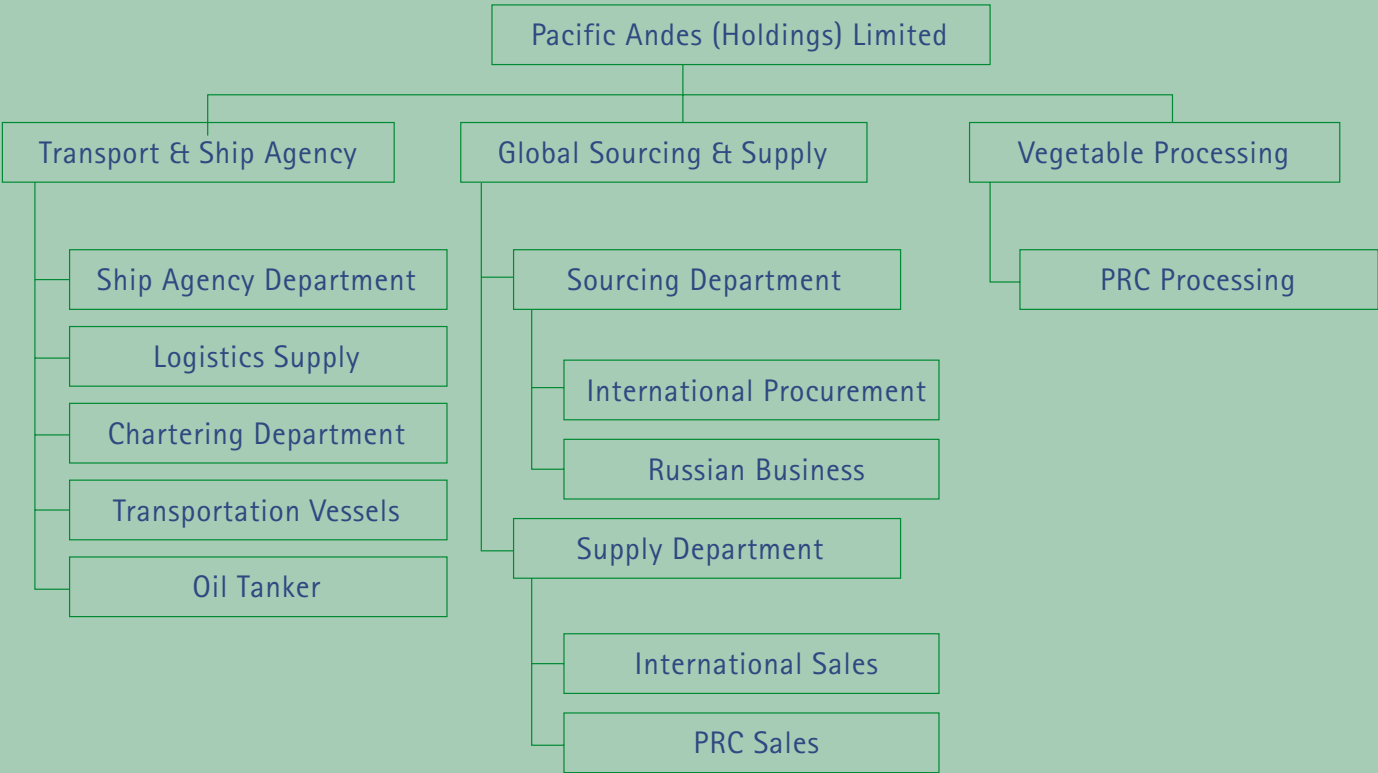 Pacific Andes (Holdings) Limited
Transport & Ship Agency
Ship Agency Department
Logistics Supply
Chartering Department
Transportation Vessels
Oil Tanker
Global Sourcing & Supply
Sourcing Department
International Procurement
Russian Business
Supply Department
International Sales
PRC Sales
Vegetable Processing
PRC Processing